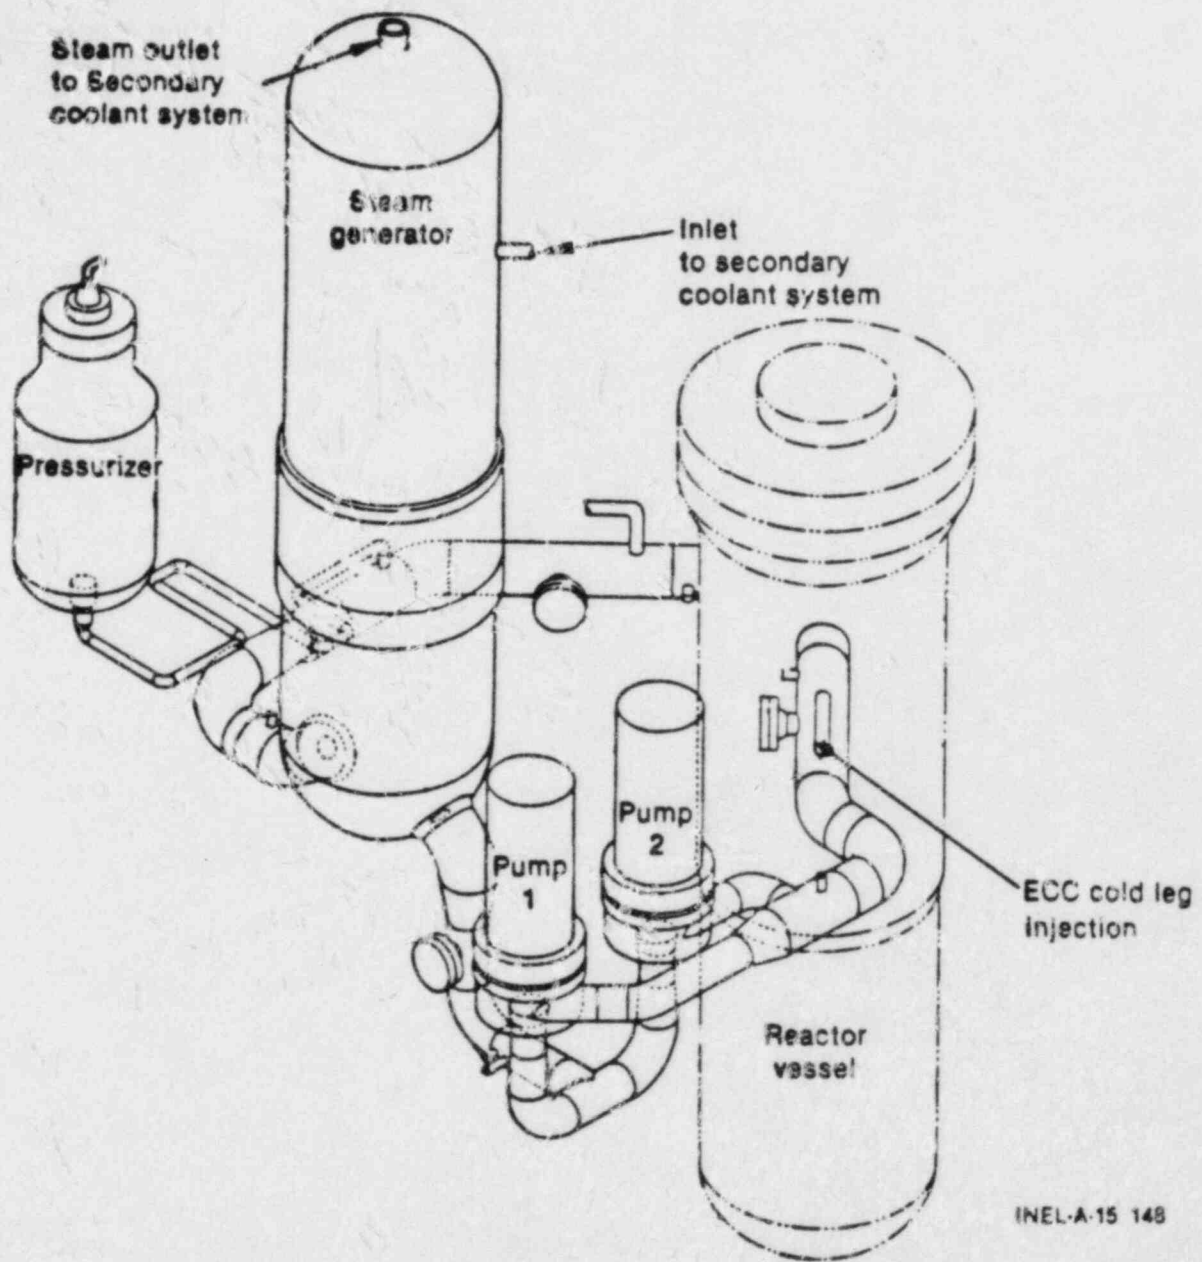 Steam outlet
to Secondary
coolant system
Steam
generator
Inlet
to secondary
coolant system
Pressurizer
Pump
2
Pump
1
ECC cold leg
injection
Reactor
vessel
INEL-A-15 148